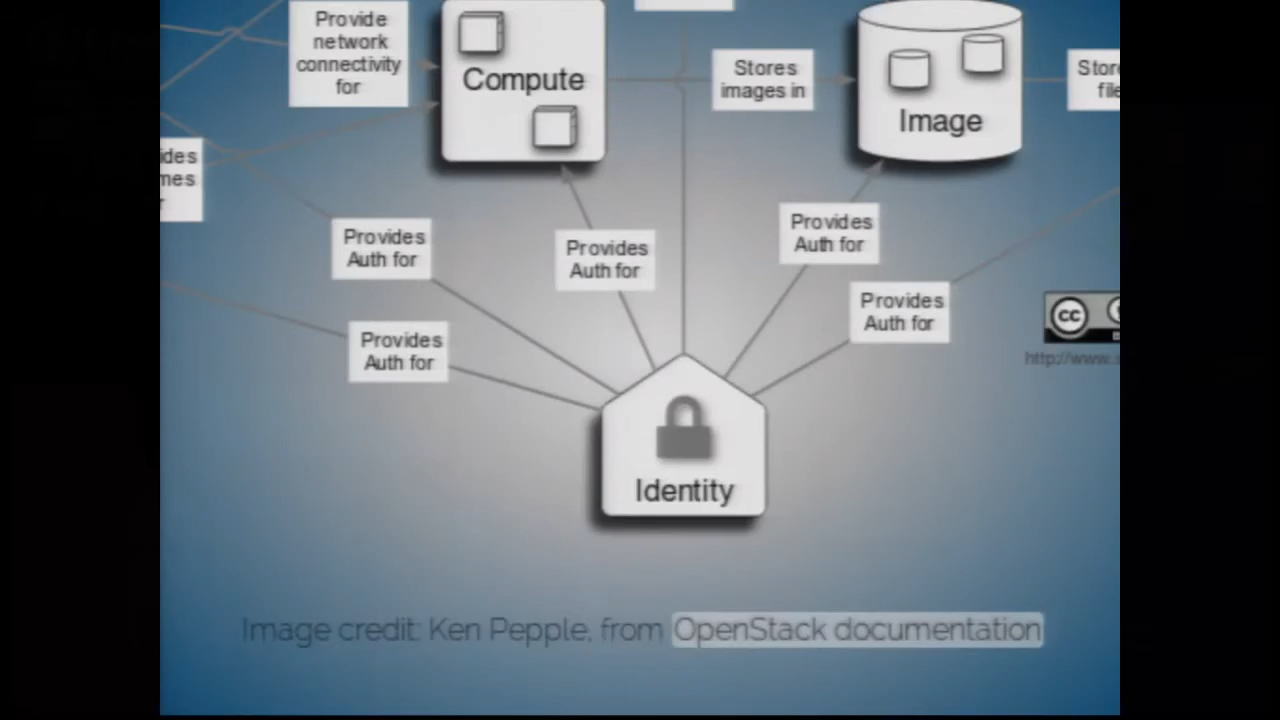 Provide
network
connectivity
for
Compute
Stores
images in
Image
Provides
Auth for
Provides
Auth for
Provides
Auth for
Provides
Auth for
Provides
Auth for
cc
Identity
Image credit: Ken Pepple, from OpenStack documentation